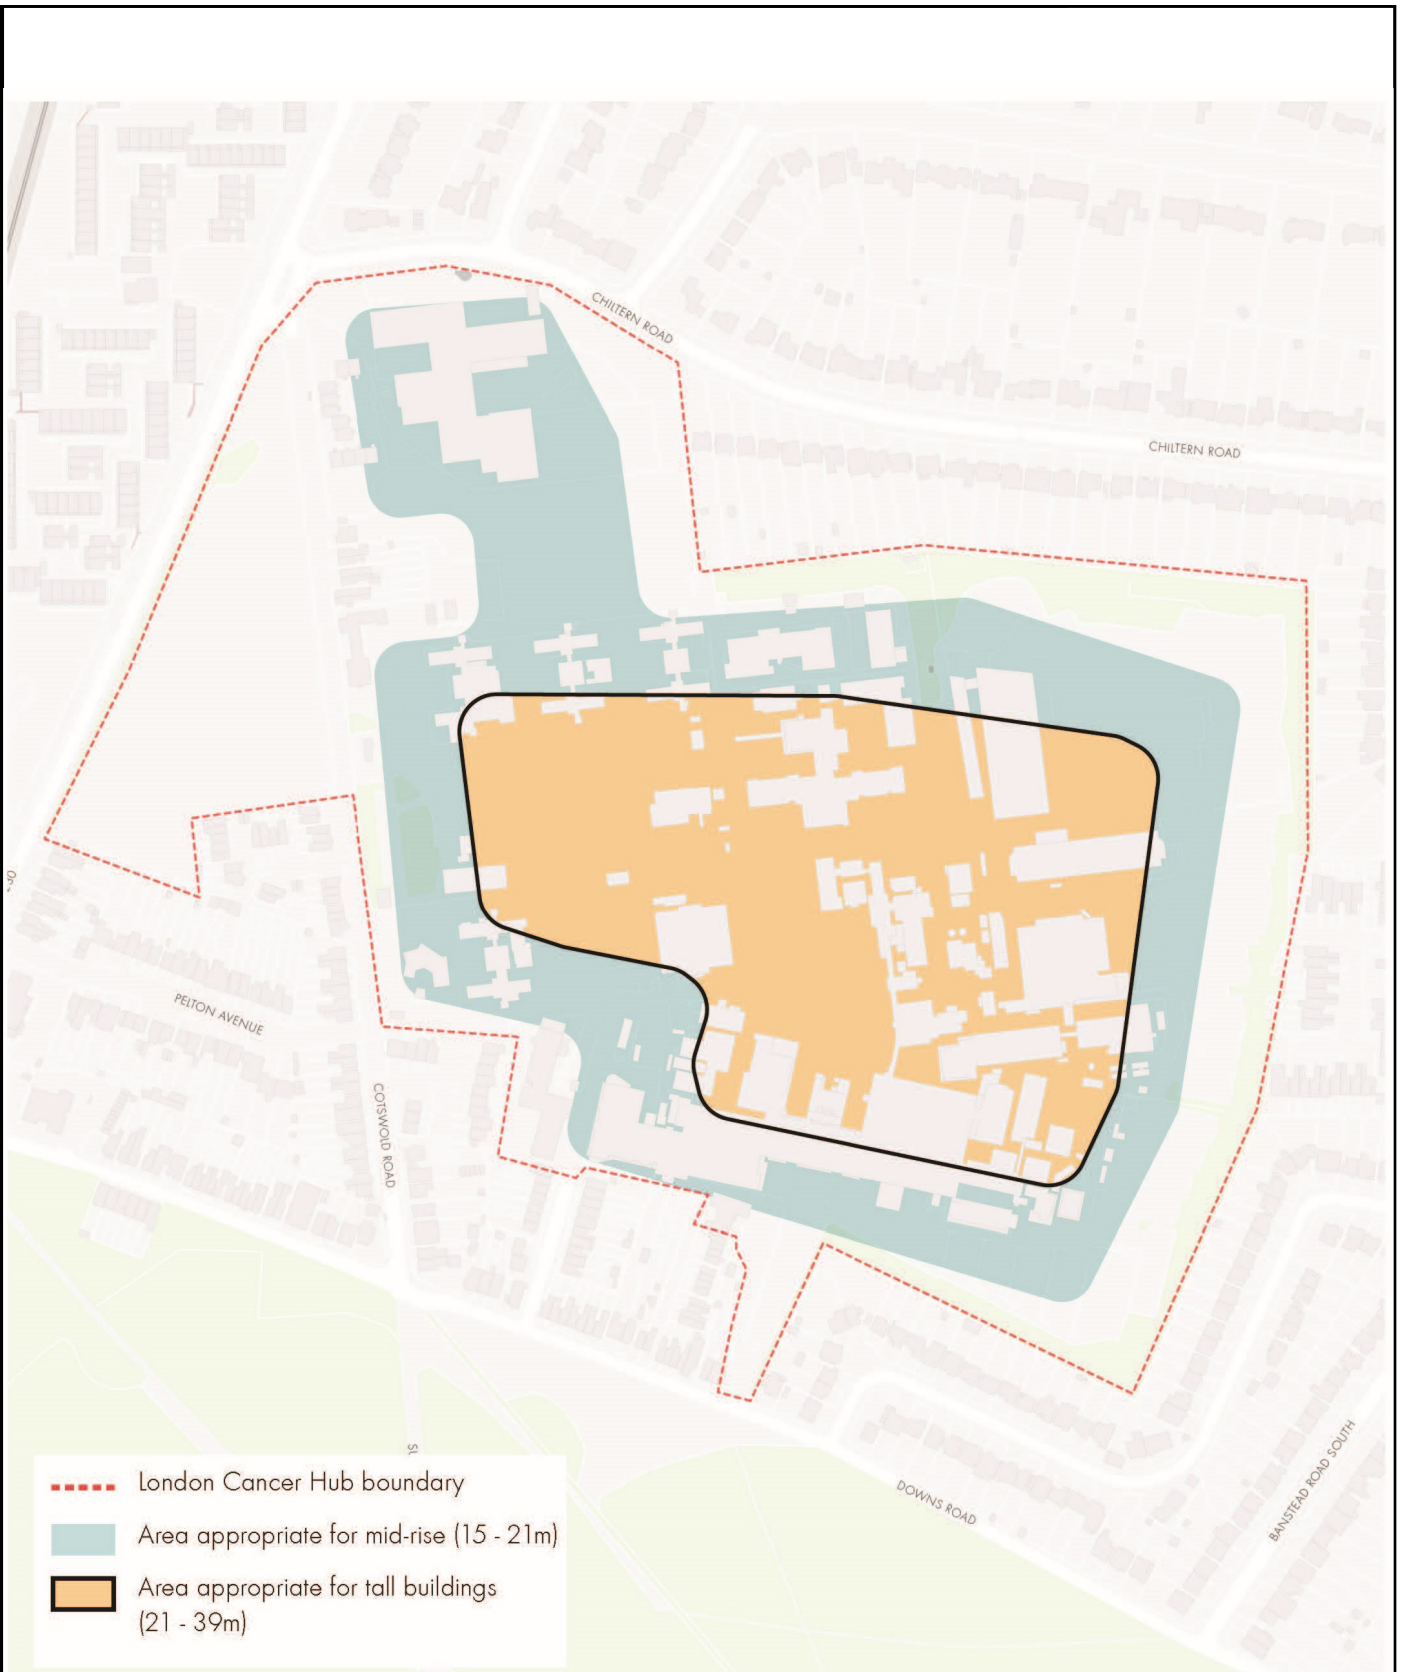 CHILTERN ROAD
CHILTERN ROAD
PELTON AVENUE
COTSWOLD ROAD
DOWNS ROAD
BANSTEAD ROAD SOUTH
London Cancer Hub boundary
Area appropriate for mid-rise (15 - 21m)
Area appropriate for tall buildings
(21 - 39m)